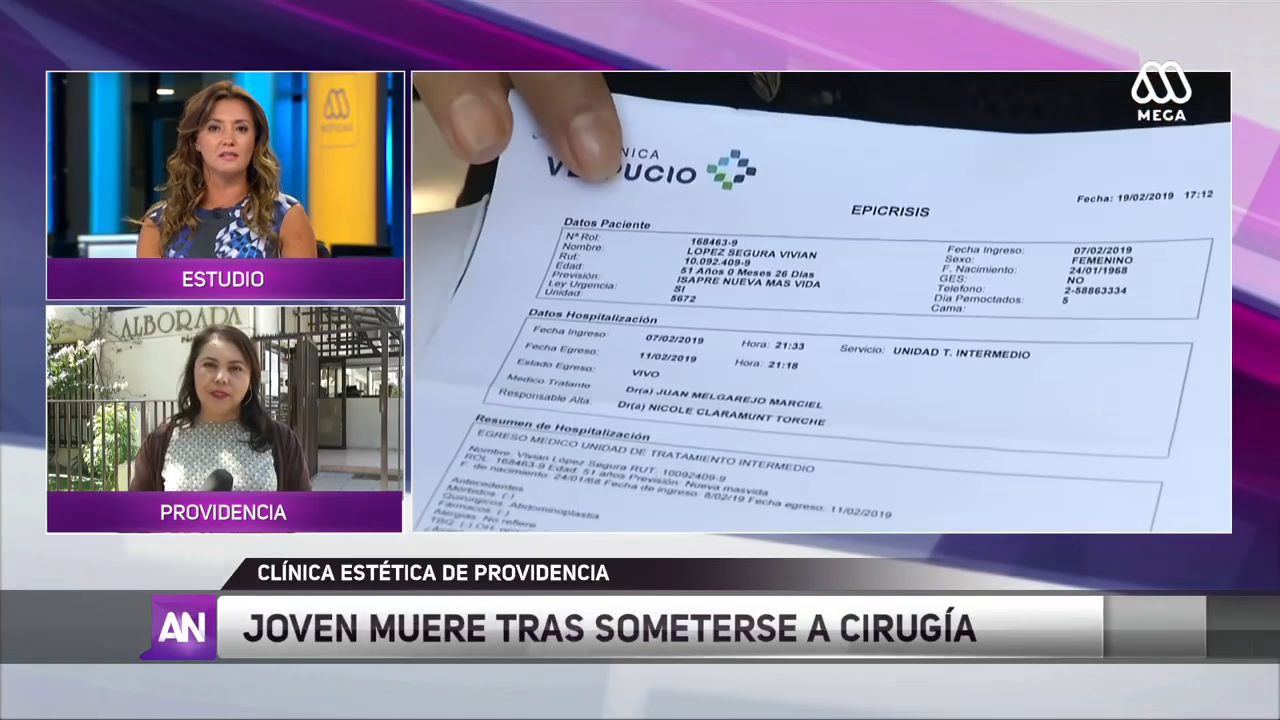 MEGA
NOTICIAS
ESTUDIO
ALBORADA
PROVIDENCIA
Fecha: 19/02/2019 17:12
EPICRISIS
Datos Paciente
Nª Rol: 168463-9
Nombre: LOPEZ SEGURA VIVIAN
Rut: 10.092.409-9
Edad: 51 Años 0 Meses 26 Dias
Previsión: ISAPRE NUEVA MAS VIDA
Ley Urgencia: SI
Unidad: 5672
Fecha Ingreso: 07/02/2019
Sexo: FEMENINO
F. Nacimiento: 24/01/1968
GES: NO
Telefono: 2-58863334
Día Pernoctados: 5
Cama:
Datos Hospitalización
Fecha Ingreso: 07/02/2019 Hora: 21:33 Servicio: UNIDAD T. INTERMEDIO
Fecha Egreso: 11/02/2019 Hora: 21:18
Estado Egreso: VIVO
Medico Tratante Dr(a) JUAN MELGAREJO MARCIEL
Responsable Alta: Dr(a) NICOLE CLARAMUNT TORCHE
Resumen de Hospitalización
EGRESO MEDICO UNIDAD DE TRATAMIENTO INTERMEDIO
Nombre: Vivian López Segura RUT: 10092409-9
ROL: 168463-9 Edad: 51 años Previsión: Nueva masvida
F. de nacimiento: 24/01/68 Fecha de ingreso: 8/02/19 Fecha egreso: 11/02/2019
Antecedentes
Mórbidos: (-)
Quirúrgicos: Abdominoplastia
Fármacos: (-)
Alergias: No refiere
TBQ: (-) OH:
CLÍNICA ESTÉTICA DE PROVIDENCIA
AN
JOVEN MUERE TRAS SOMETERSE A CIRUGÍA